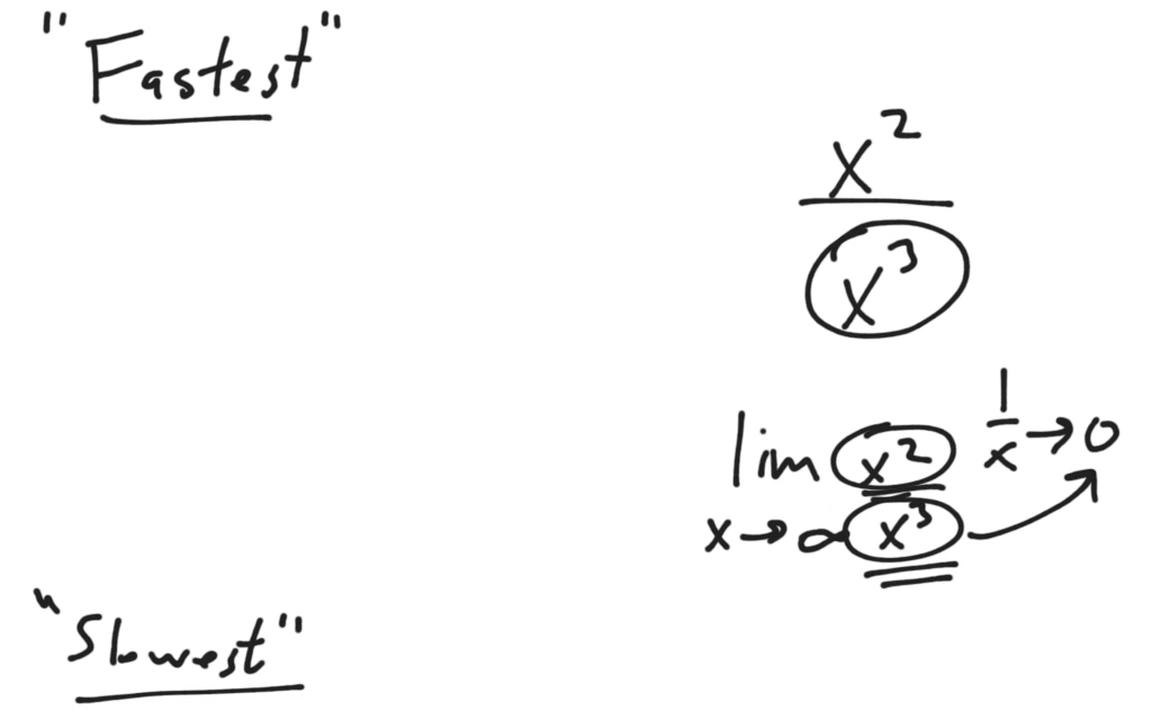 "Fastest"
x²
x³
lim x² 1/x → 0
x → ∞ x³
"Slowest"